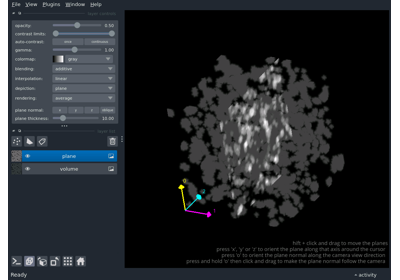 File View Plugins Window Help
opacity: 0.50
contrast limits:
auto-contrast: once continuous
gamma: 1.00
colormap: gray
blending: additive
interpolation: linear
depiction: plane
rendering: average
plane normal: x y z oblique
plane thickness: 10.00
plane
volume
hift + click and drag to move the planes
press 'x', 'y' or 'z' to orient the plane along that axis around the cursor
press 'o' to orient the plane normal along the camera view direction
press and hold 'o' then click and drag to make the plane normal follow the camera
Ready
activity